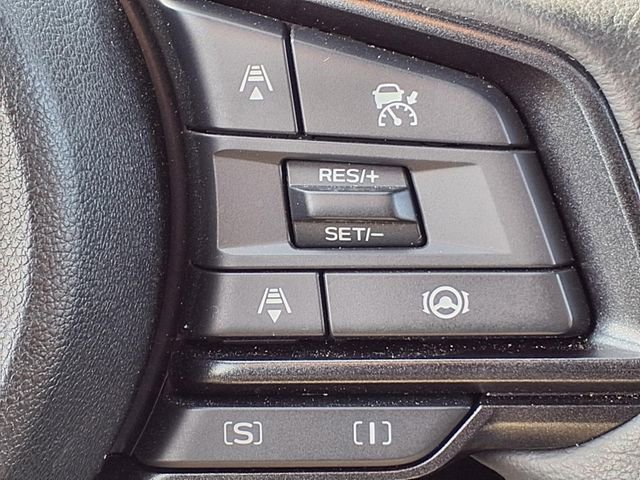 RES/+
SET/−
[S] [I]